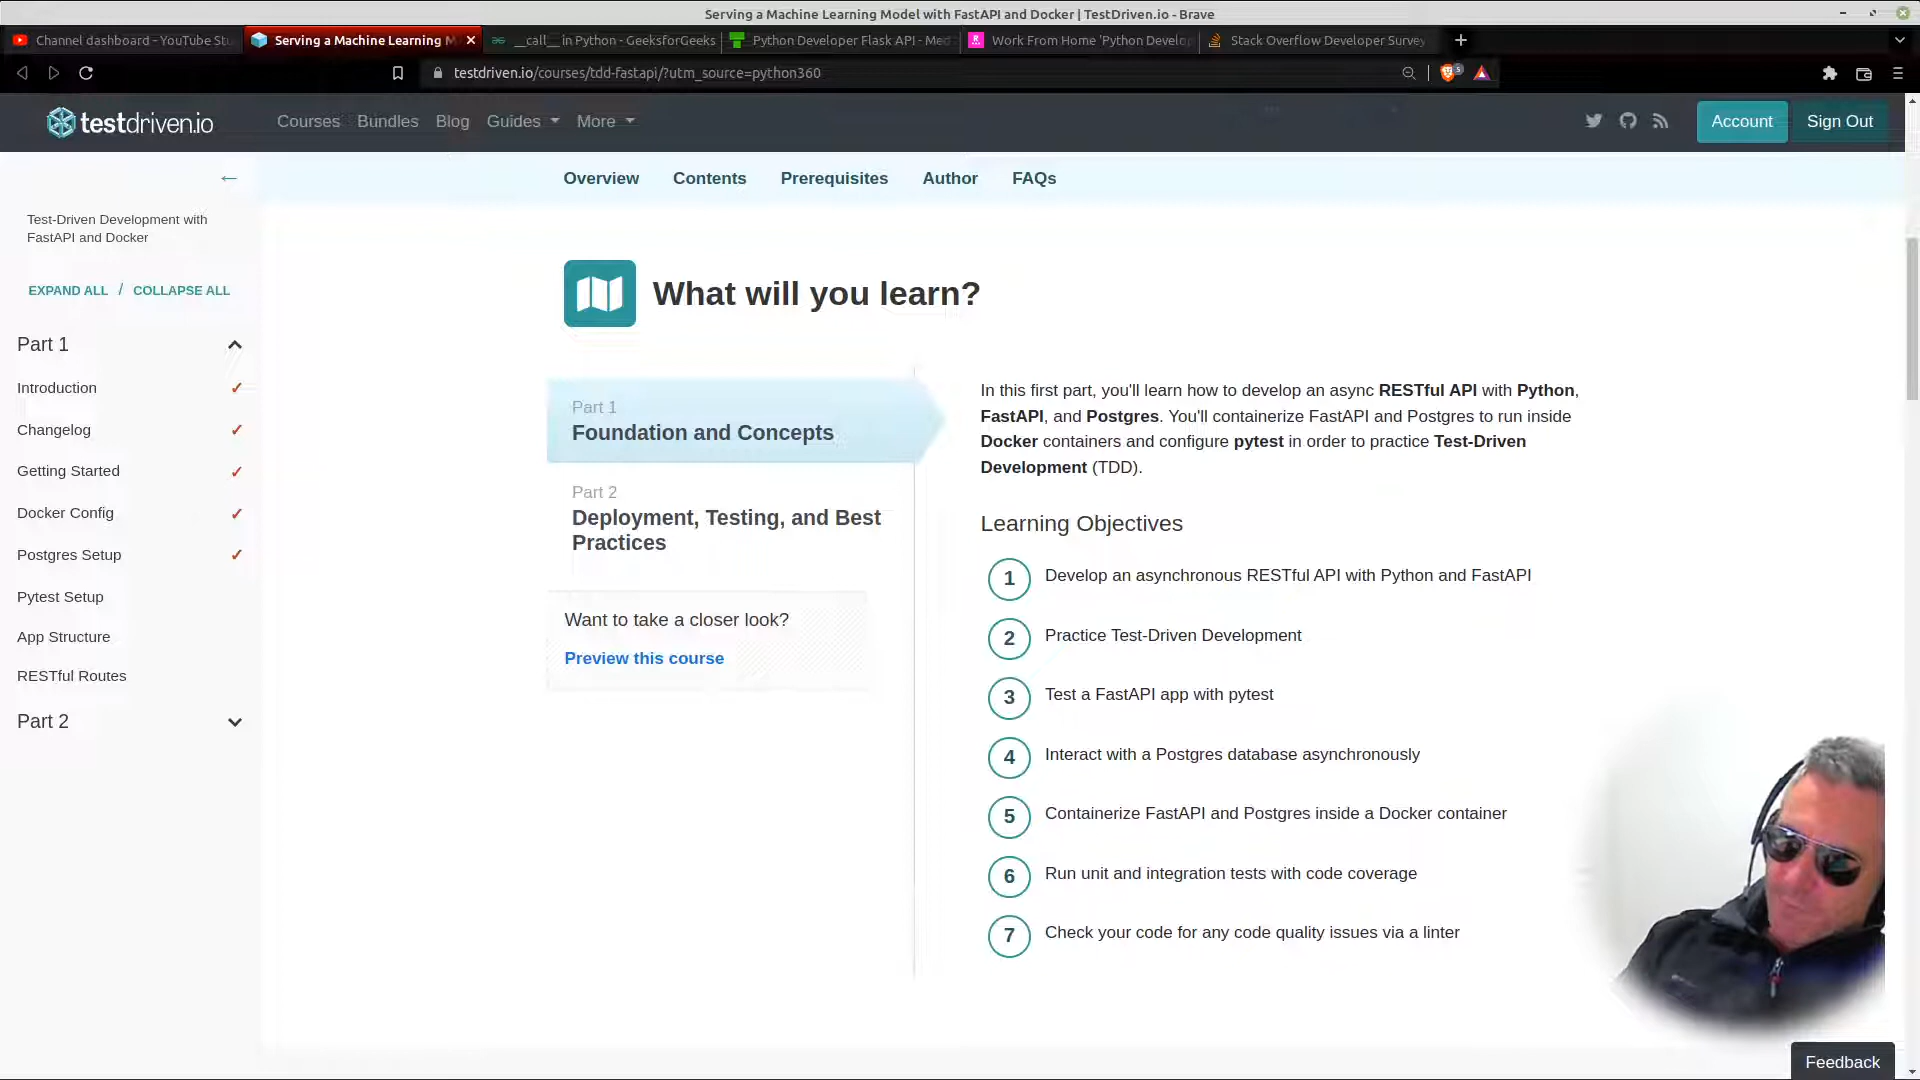 Serving a Machine Learning Model with FastAPI and Docker | TestDriven.io - Brave
Channel dashboard - YouTube Stu
Serving a Machine Learning M
__call__ in Python - GeeksforGeeks
Python Developer Flask API - Med
Work From Home 'Python Develop
Stack Overflow Developer Survey
testdriven.io/courses/tdd-fastapi/?utm_source=python360
5
testdriven.io
Courses
Bundles
Blog
Guides
More
Account
Sign Out
Overview
Contents
Prerequisites
Author
FAQs
Test-Driven Development with
FastAPI and Docker
EXPAND ALL / COLLAPSE ALL
Part 1
Introduction
Changelog
Getting Started
Docker Config
Postgres Setup
Pytest Setup
App Structure
RESTful Routes
Part 2
What will you learn?
Part 1
Foundation and Concepts
Part 2
Deployment, Testing, and Best
Practices
Want to take a closer look?
Preview this course
In this first part, you'll learn how to develop an async RESTful API with Python,
FastAPI, and Postgres. You'll containerize FastAPI and Postgres to run inside
Docker containers and configure pytest in order to practice Test-Driven
Development (TDD).
Learning Objectives
1 Develop an asynchronous RESTful API with Python and FastAPI
2 Practice Test-Driven Development
3 Test a FastAPI app with pytest
4 Interact with a Postgres database asynchronously
5 Containerize FastAPI and Postgres inside a Docker container
6 Run unit and integration tests with code coverage
7 Check your code for any code quality issues via a linter
Feedback